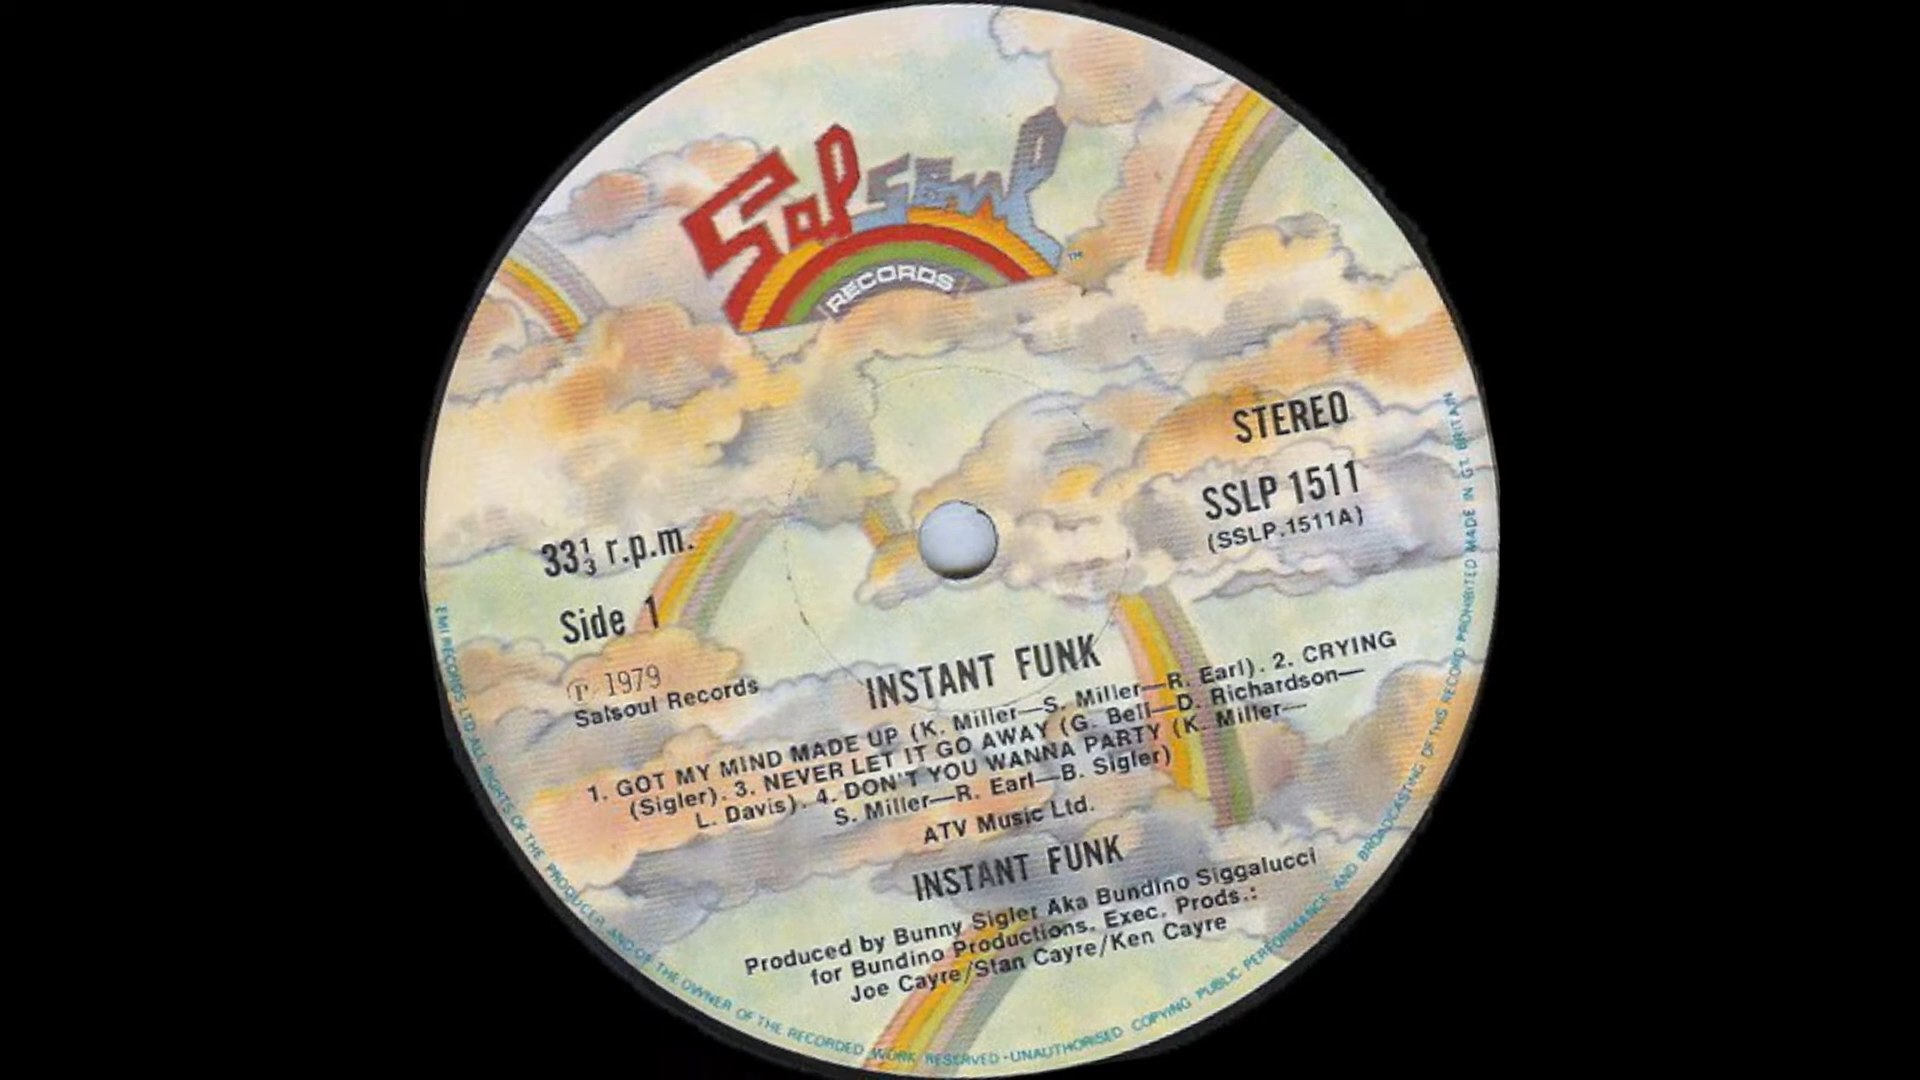 Salsoul
RECORDS
TM
STEREO
SSLP 1511
(SSLP.1511A)
33⅓ r.p.m.
Side 1
Ⓟ 1979
Salsoul Records
INSTANT FUNK
1. GOT MY MIND MADE UP (K. Miller—S. Miller—R. Earl). 2. CRYING
(Sigler). 3. NEVER LET IT GO AWAY (G. Bell—D. Richardson—
L. Davis). 4. DON'T YOU WANNA PARTY (K. Miller—
S. Miller—R. Earl—B. Sigler)
ATV Music Ltd.
INSTANT FUNK
Produced by Bunny Sigler Aka Bundino Siggalucci
for Bundino Productions. Exec. Prods.:
Joe Cayre/Stan Cayre/Ken Cayre
EMI RECORDS LTD. ALL RIGHTS OF THE PRODUCER AND OF THE OWNER OF THE RECORDED WORK RESERVED - UNAUTHORISED COPYING PUBLIC PERFORMANCE AND BROADCASTING OF THIS RECORD PROHIBITED MADE IN GT. BRITAIN